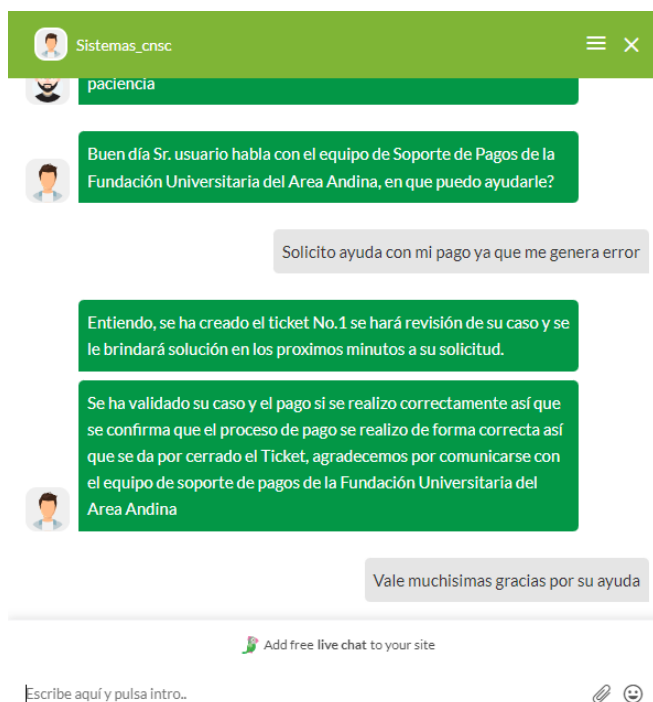 Sistemas_cnsc
paciencia
Buen día Sr. usuario habla con el equipo de Soporte de Pagos de la
Fundación Universitaria del Area Andina, en que puedo ayudarle?
Solicito ayuda con mi pago ya que me genera error
Entiendo, se ha creado el ticket No.1 se hará revisión de su caso y se
le brindará solución en los proximos minutos a su solicitud.
Se ha validado su caso y el pago si se realizo correctamente así que
se confirma que el proceso de pago se realizo de forma correcta así
que se da por cerrado el Ticket, agradecemos por comunicarse con
el equipo de soporte de pagos de la Fundación Universitaria del
Area Andina
Vale muchisimas gracias por su ayuda
Add free live chat to your site
Escribe aquí y pulsa intro..